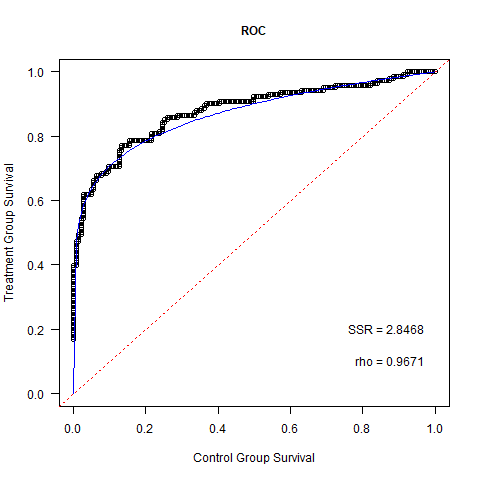 ROC
Treatment Group Survival
1.0
0.8
0.6
0.4
0.2
0.0
SSR = 2.8468
rho = 0.9671
0.0 0.2 0.4 0.6 0.8 1.0
Control Group Survival